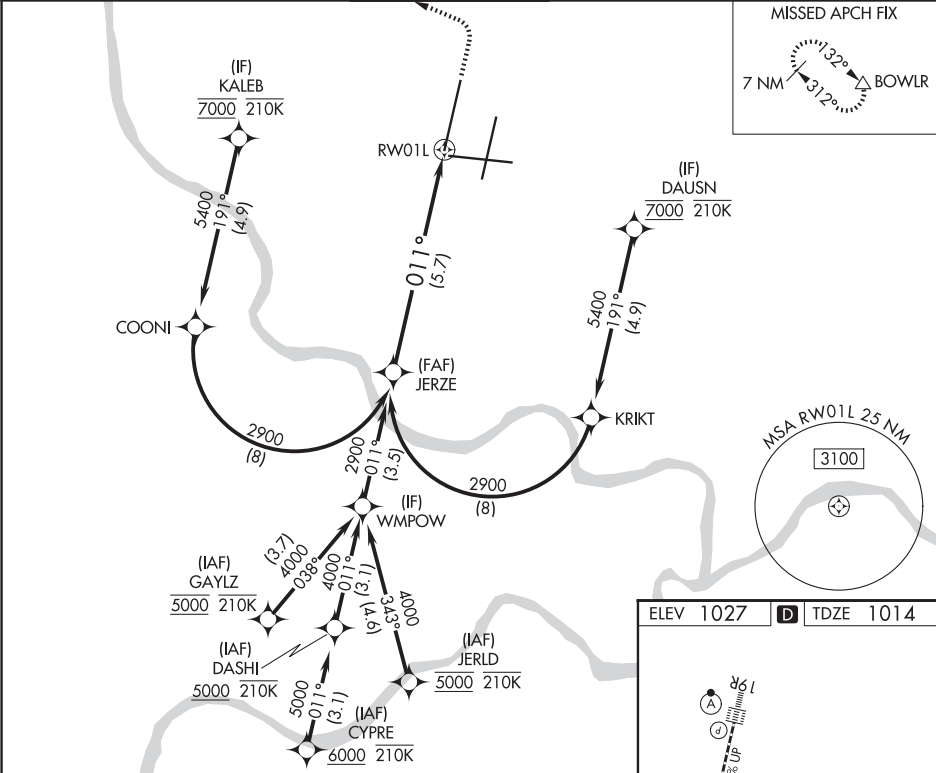 MISSED APCH FIX
132°
7 NM
BOWLR
312°
(IF)
KALEB
7000 210K
RW01L
(IF)
DAUSN
7000 210K
5400
191°
(4.9)
011°
(5.7)
5400
191°
(4.9)
COONI
(FAF)
JERZE
KRIKT
2900
(8)
2900
011°
(3.5)
2900
(8)
MSA RW01L 25 NM
3100
(IF)
WMPOW
(3.7)
4000
038°
4000
011°
(3.1)
4000
343°
(4.6)
(IAF)
GAYLZ
5000 210K
(IAF)
DASHI
5000 210K
(IAF)
JERLD
5000 210K
5000
011°
(3.1)
(IAF)
CYPRE
6000 210K
ELEV 1027 D TDZE 1014
19R
A
P
UP